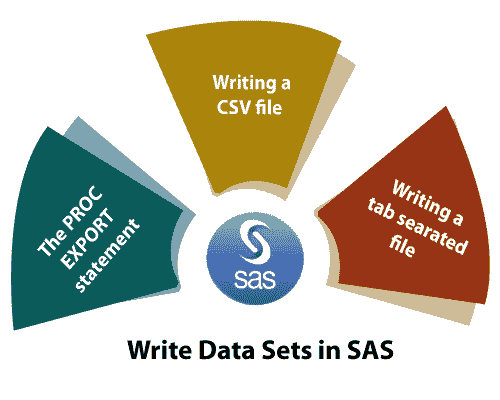 Writing a
CSV file
The PROC
EXPORT
statement
Writing a
tab searated
file
sas
Write Data Sets in SAS